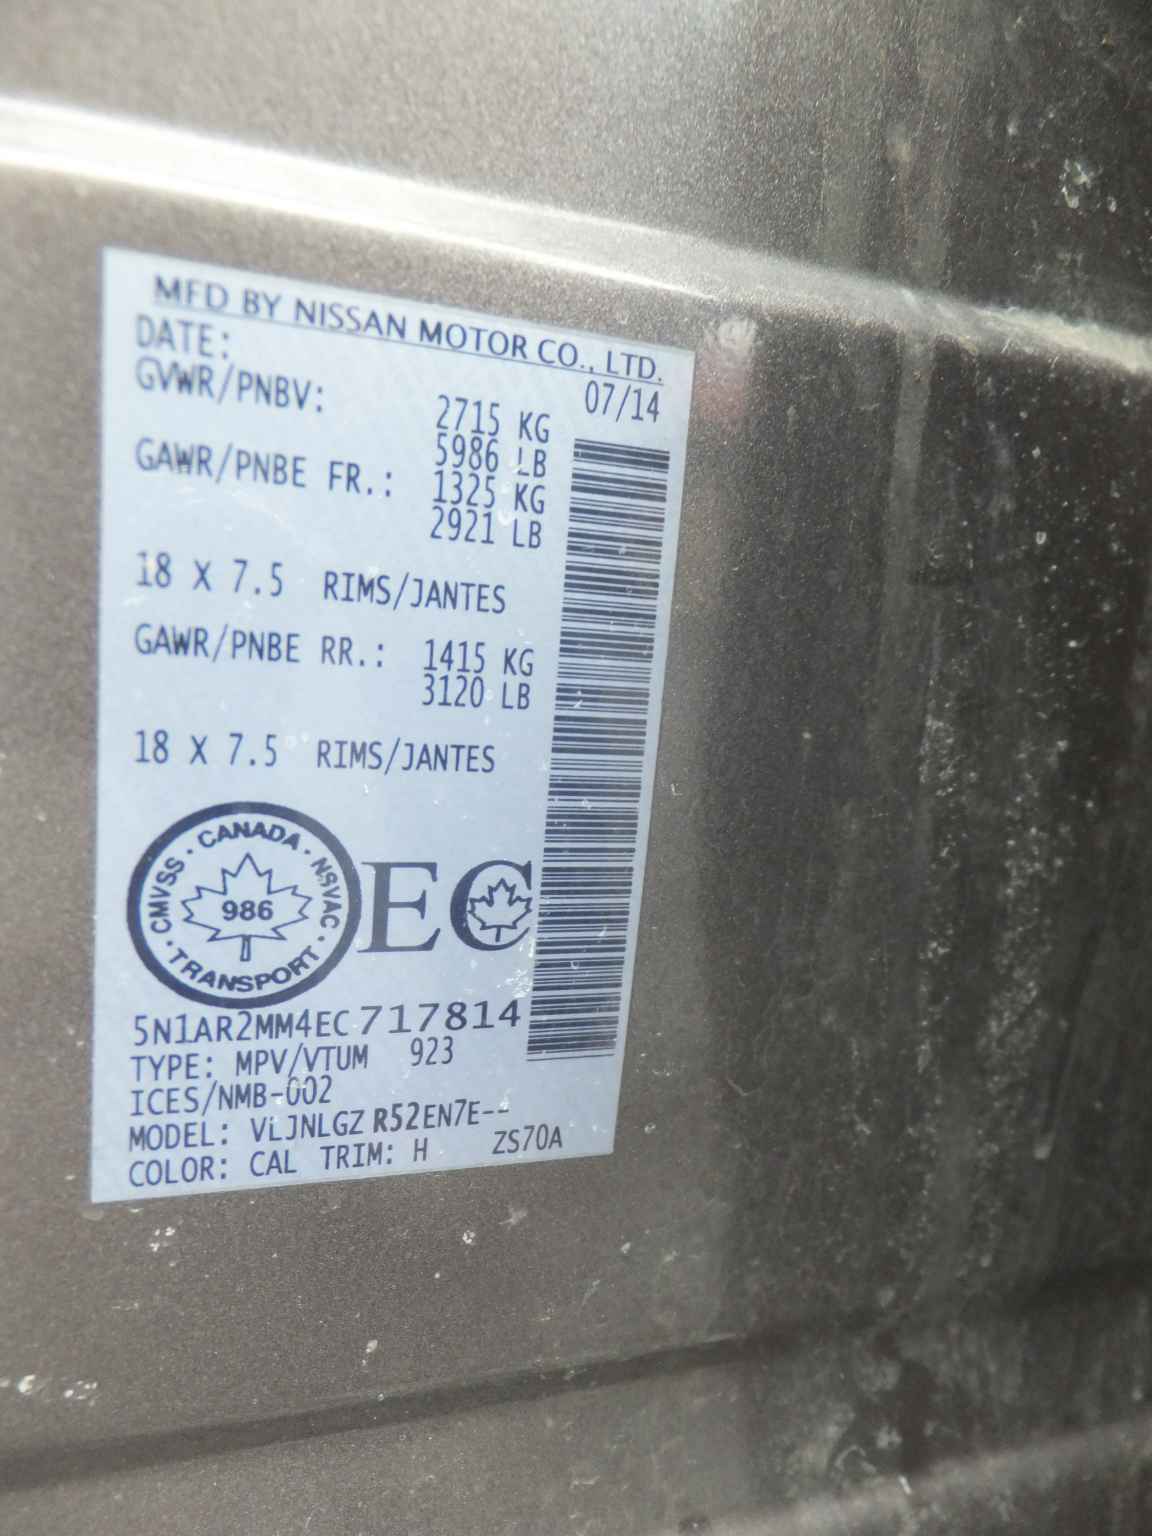 MFD BY NISSAN MOTOR CO., LTD.
DATE: 07/14
GVWR/PNBV: 2715 KG
5986 LB
GAWR/PNBE FR.: 1325 KG
2921 LB
18 X 7.5 RIMS/JANTES
GAWR/PNBE RR.: 1415 KG
3120 LB
18 X 7.5 RIMS/JANTES
CANADA · NSVAC · TRANSPORT · CMVSS ·
986
EC
5N1AR2MM4EC717814
TYPE: MPV/VTUM 923
ICES/NMB-002
MODEL: VLJNLGZ R52EN7E--
COLOR: CAL TRIM: H ZS70A